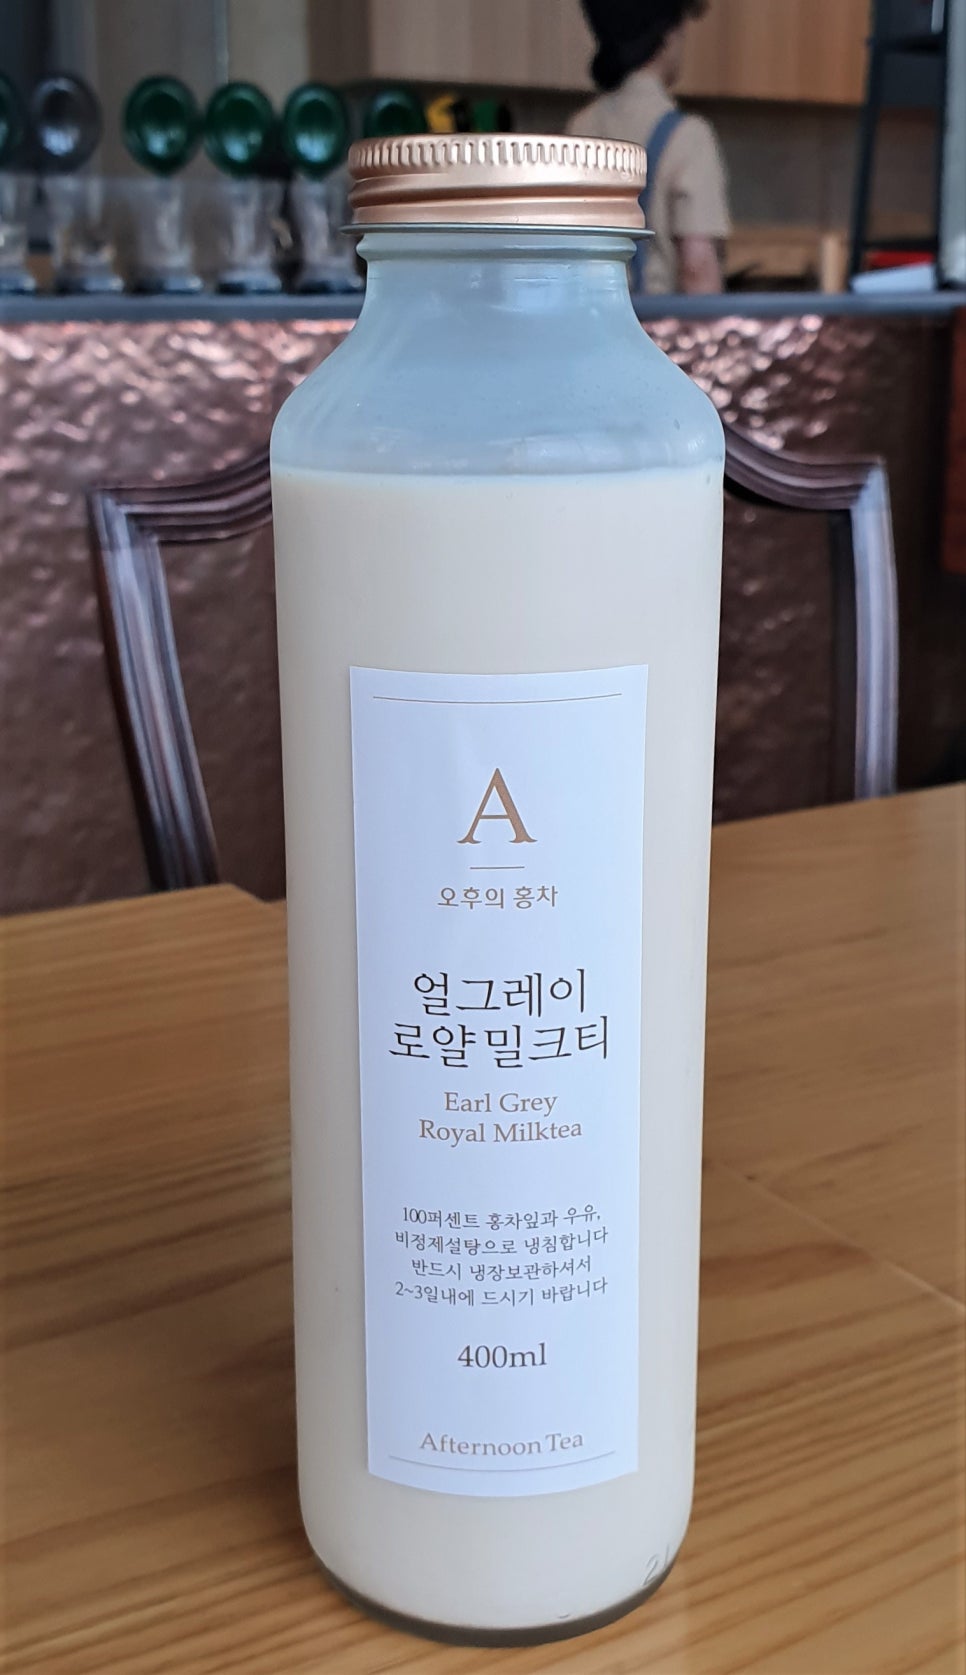 A
오후의 홍차
얼그레이
로얄 밀크티
Earl Grey
Royal Milktea
100퍼센트 홍차잎과 우유,
비정제설탕으로 냉침합니다
반드시 냉장보관하셔서
2~3일내에 드시기 바랍니다
400ml
Afternoon Tea